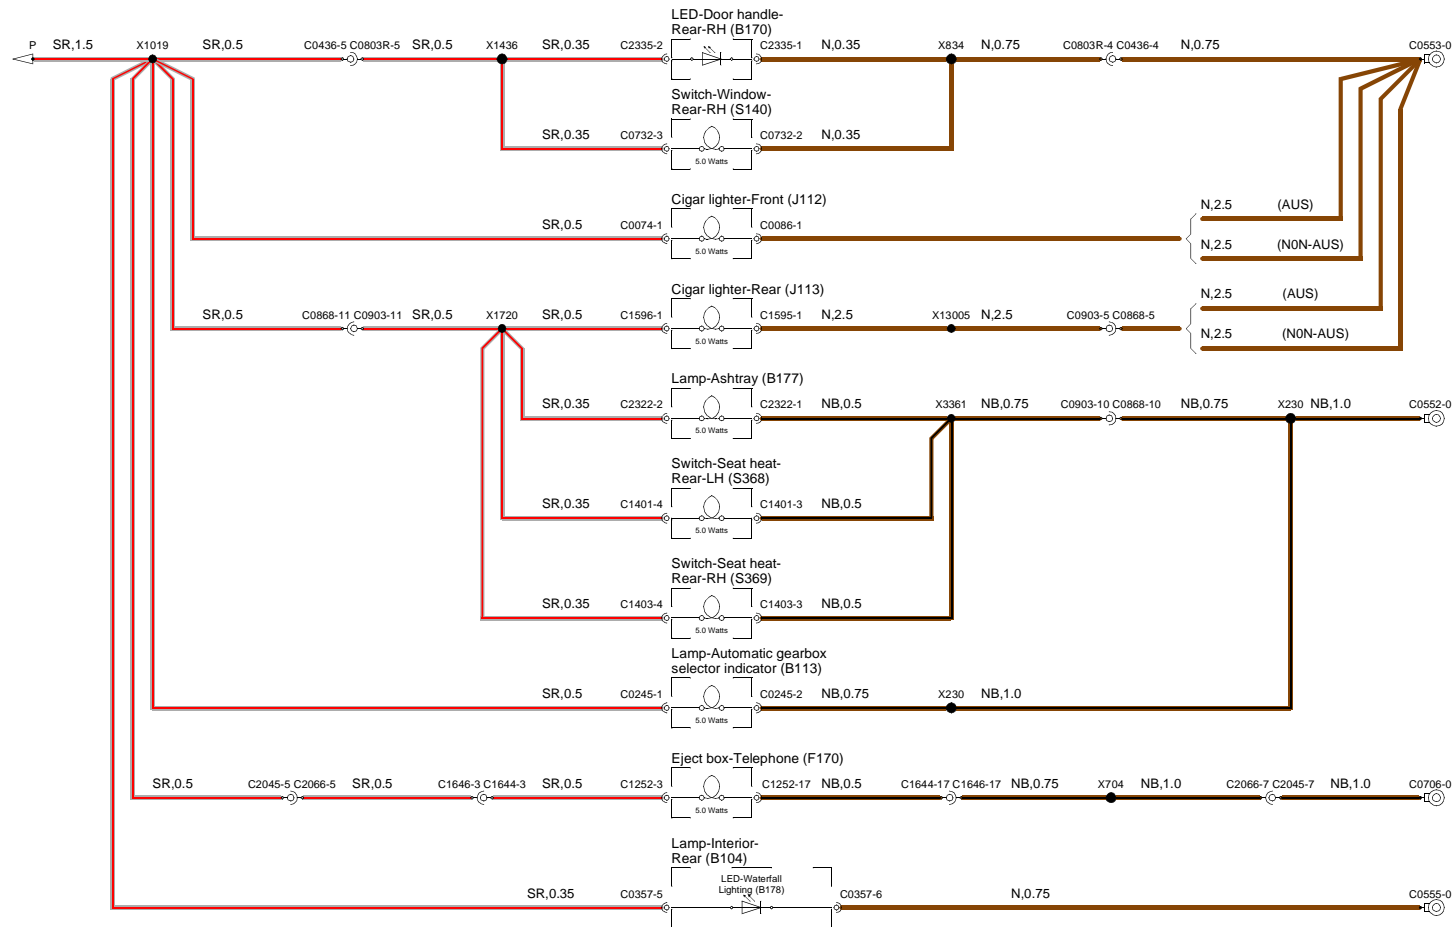 LED-Door handle-
Rear-RH (B170)
P SR,1.5 X1019 SR,0.5 C0436-5 C0803R-5 SR,0.5 X1436 SR,0.35 C2335-2 C2335-1 N,0.35 X834 N,0.75 C0803R-4 C0436-4 N,0.75 C0553-0
Switch-Window-
Rear-RH (S140)
SR,0.35 C0732-3 C0732-2 N,0.35
5.0 Watts
Cigar lighter-Front (J112)
N,2.5 (AUS)
SR,0.5 C0074-1 C0086-1
N,2.5 (N0N-AUS)
5.0 Watts
Cigar lighter-Rear (J113)
N,2.5 (AUS)
SR,0.5 C0868-11 C0903-11 SR,0.5 X1720 SR,0.5 C1596-1 C1595-1 N,2.5 X13005 N,2.5 C0903-5 C0868-5
N,2.5 (N0N-AUS)
5.0 Watts
Lamp-Ashtray (B177)
SR,0.35 C2322-2 C2322-1 NB,0.5 X3361 NB,0.75 C0903-10 C0868-10 NB,0.75 X230 NB,1.0 C0552-0
5.0 Watts
Switch-Seat heat-
Rear-LH (S368)
SR,0.35 C1401-4 C1401-3 NB,0.5
5.0 Watts
Switch-Seat heat-
Rear-RH (S369)
SR,0.35 C1403-4 C1403-3 NB,0.5
5.0 Watts
Lamp-Automatic gearbox
selector indicator (B113)
SR,0.5 C0245-1 C0245-2 NB,0.75 X230 NB,1.0
5.0 Watts
Eject box-Telephone (F170)
SR,0.5 C2045-5 C2066-5 SR,0.5 C1646-3 C1644-3 SR,0.5 C1252-3 C1252-17 NB,0.5 C1644-17 C1646-17 NB,0.75 X704 NB,1.0 C2066-7 C2045-7 NB,1.0 C0706-0
5.0 Watts
Lamp-Interior-
Rear (B104)
LED-Waterfall
Lighting (B178)
SR,0.35 C0357-5 C0357-6 N,0.75 C0555-0